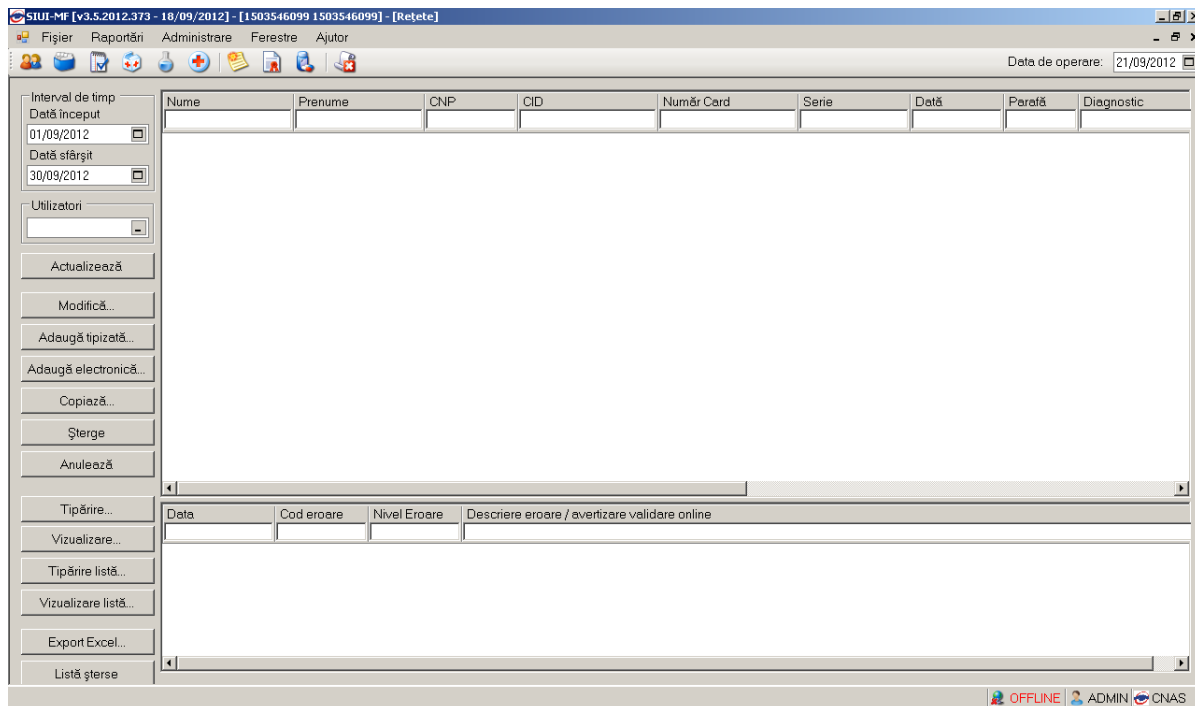 SIUI-MF [v3.5.2012.373 - 18/09/2012] - [1503546099 1503546099] - [Rețete]
Fișier Raportări Administrare Ferestre Ajutor
Data de operare: 21/09/2012
Interval de timp
Dată început
01/09/2012
Dată sfârșit
30/09/2012
Utilizatori
Actualizează
Modifică...
Adaugă tipizată...
Adaugă electronică...
Copiază...
Șterge
Anulează
Tipărire...
Vizualizare...
Tipărire listă...
Vizualizare listă...
Export Excel...
Listă șterse
Nume Prenume CNP CID Număr Card Serie Dată Parafă Diagnostic
Data Cod eroare Nivel Eroare Descriere eroare / avertizare validare online
OFFLINE ADMIN CNAS